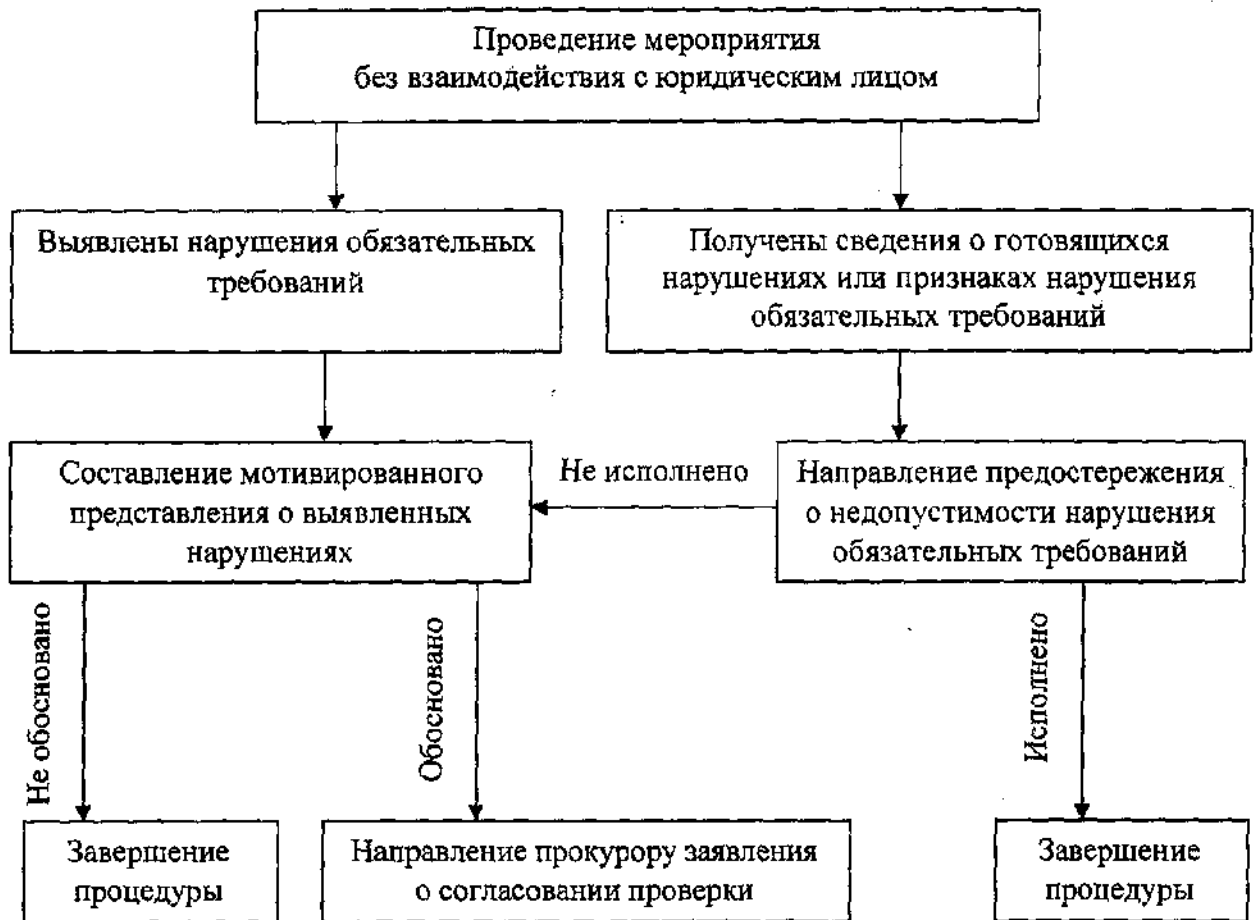 Проведение мероприятия
без взаимодействия с юридическим лицом
Выявлены нарушения обязательных
требований
Получены сведения о готовящихся
нарушениях или признаках нарушения
обязательных требований
Составление мотивированного
представления о выявленных
нарушениях
Не исполнено
Направление предостережения
о недопустимости нарушения
обязательных требований
Не обосновано
Обосновано
Исполнено
Завершение
процедуры
Направление прокурору заявления
о согласовании проверки
Завершение
процедуры